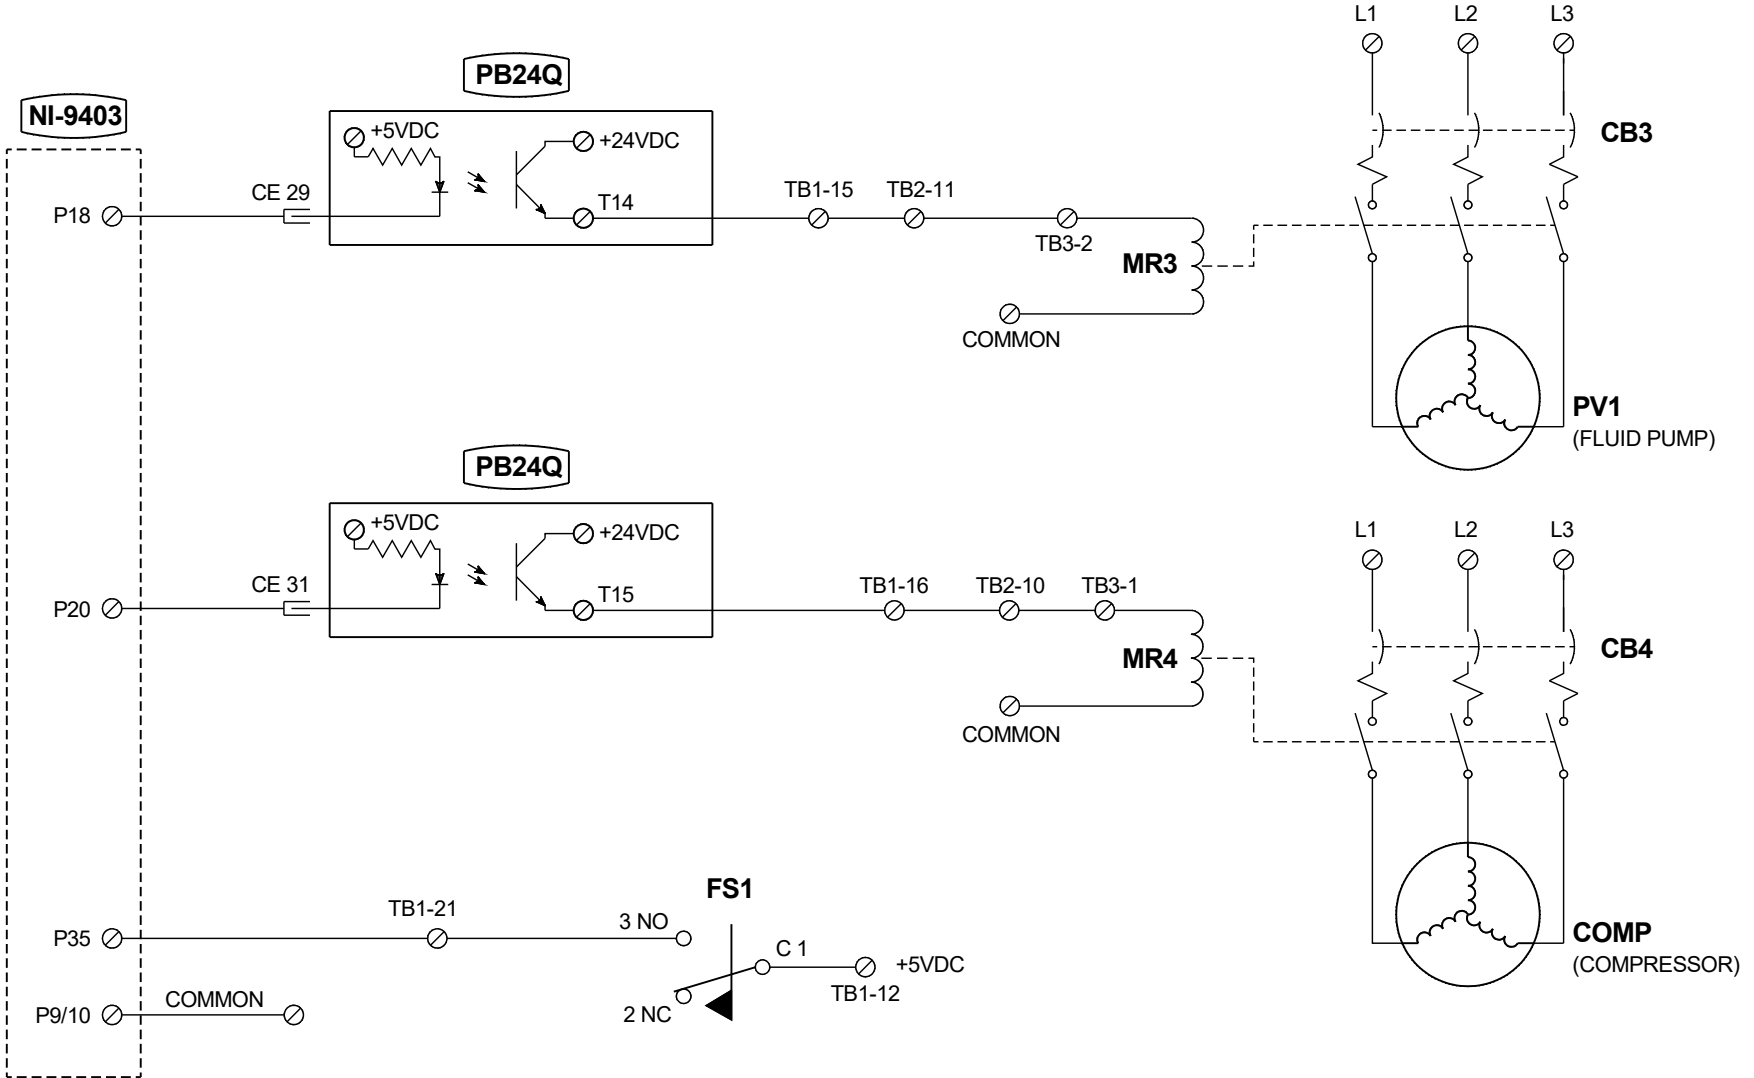 L1 L2 L3
PB24Q
NI-9403
+5VDC
+24VDC
CB3
CE 29
T14
TB1-15
TB2-11
P18
TB3-2
MR3
COMMON
PV1
(FLUID PUMP)
PB24Q
+5VDC
+24VDC
L1 L2 L3
CE 31
T15
TB1-16
TB2-10
TB3-1
P20
CB4
MR4
COMMON
FS1
TB1-21
3 NO
P35
C 1
+5VDC
TB1-12
COMP
(COMPRESSOR)
COMMON
P9/10
2 NC